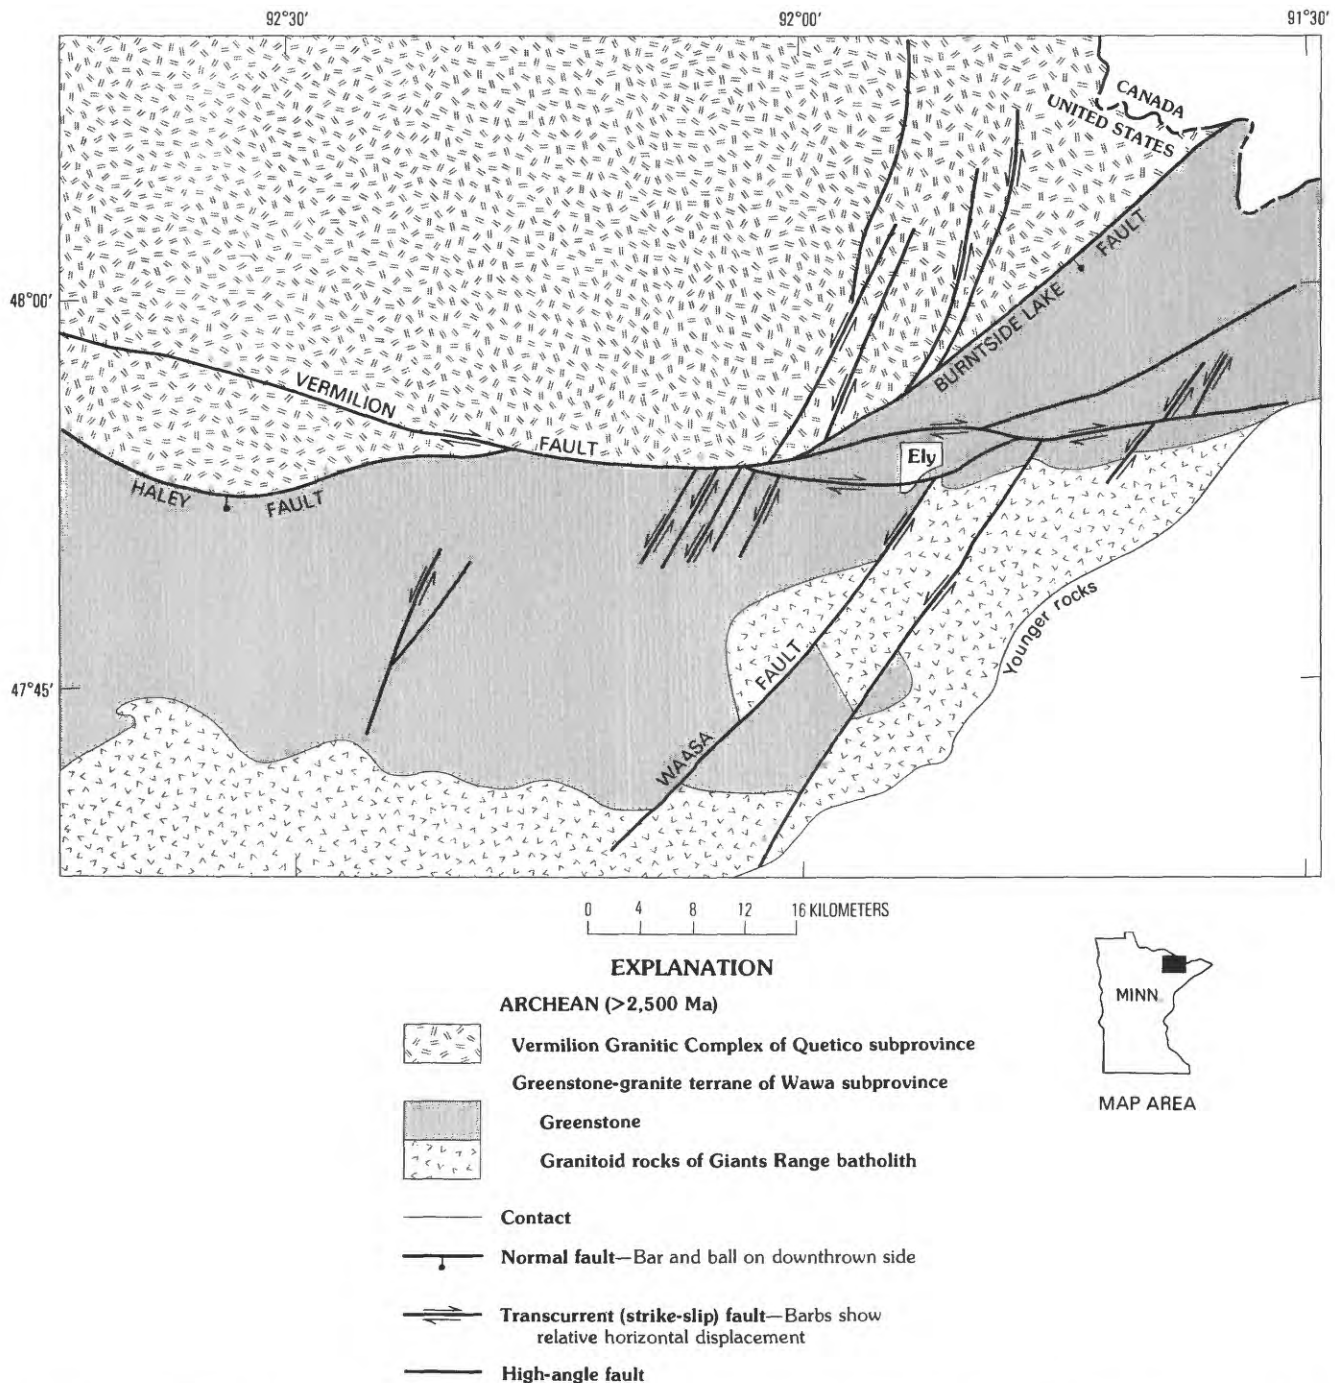 92°30'
92°00'
91°30'
CANADA
UNITED STATES
48°00'
BURNTSIDE LAKE FAULT
VERMILION FAULT
Ely
HALEY FAULT
Younger rocks
47°45'
WAASA FAULT
0 4 8 12 16 KILOMETERS
EXPLANATION
ARCHEAN (>2,500 Ma)
Vermilion Granitic Complex of Quetico subprovince
Greenstone-granite terrane of Wawa subprovince
Greenstone
Granitoid rocks of Giants Range batholith
Contact
Normal fault—Bar and ball on downthrown side
Transcurrent (strike-slip) fault—Barbs show
relative horizontal displacement
High-angle fault
MINN.
MAP AREA